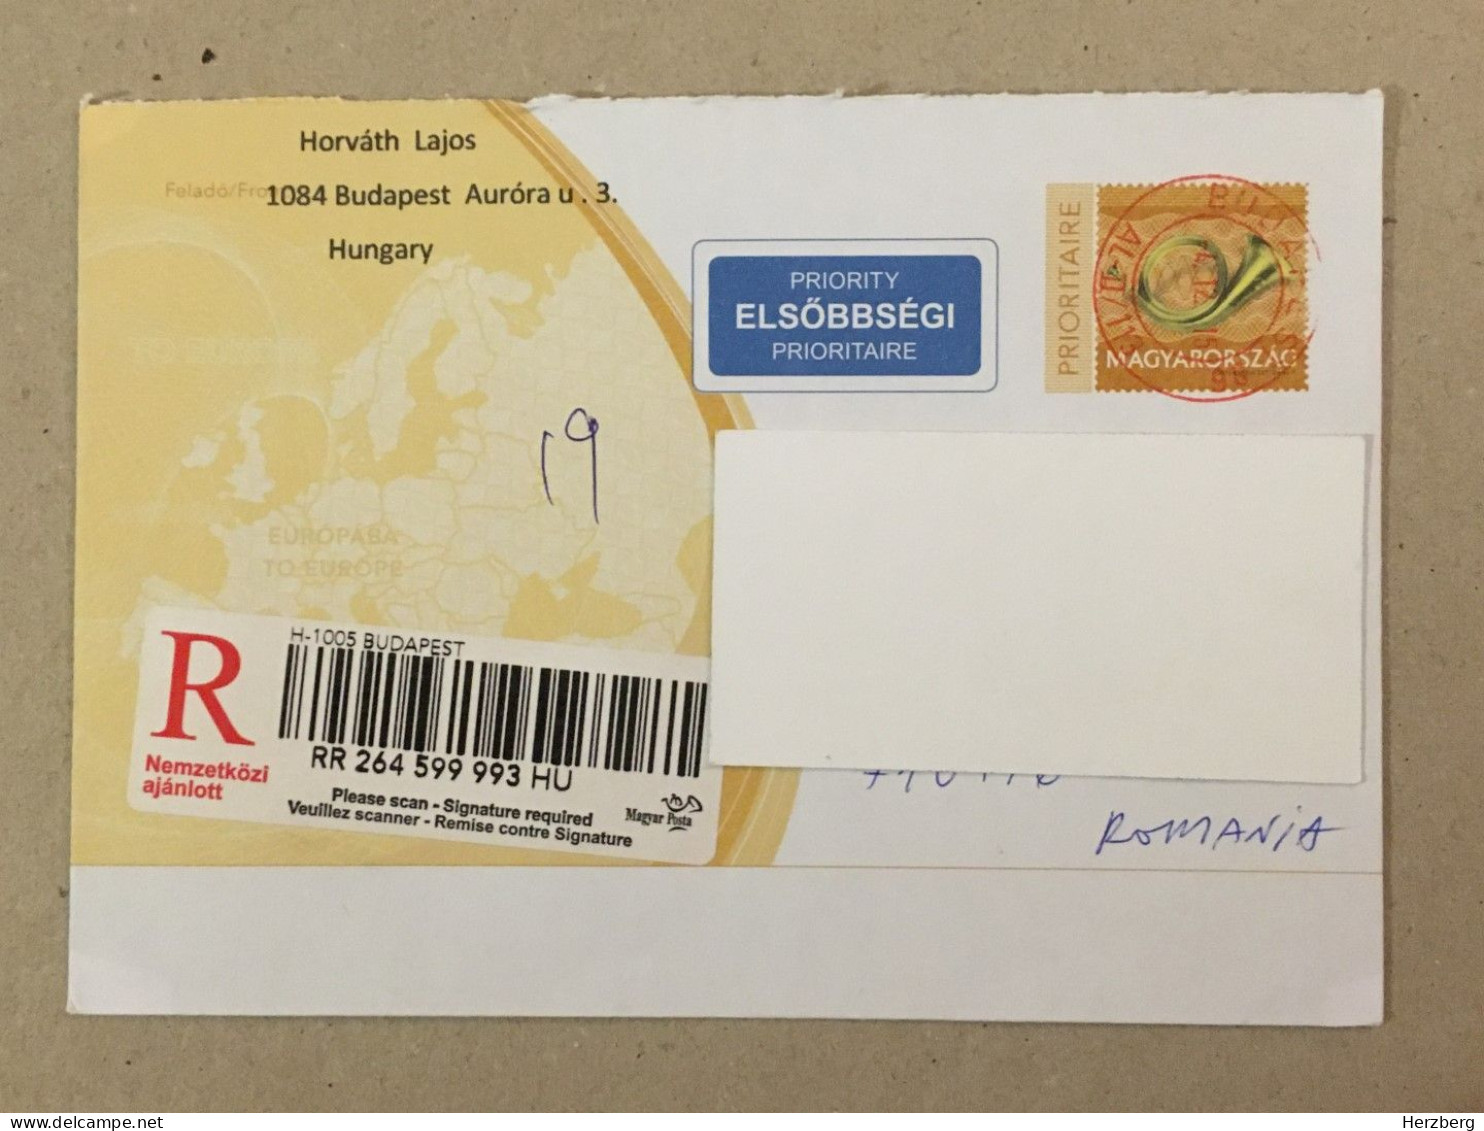 Horváth Lajos
Feladó/From
1084 Budapest Auróra u . 3.
Hungary
PRIORITY
ELSŐBBSÉGI
PRIORITAIRE
PRIORITAIRE
MAGYARORSZÁG
19
EURÓPÁBA
TO EUROPE
H-1005 BUDAPEST
R
RR 264 599 993 HU
Nemzetközi
ajánlott
Please scan - Signature required
Veuillez scanner - Remise contre Signature
Magyar Posta
ROMANIA
delcampe.net
Herzberg